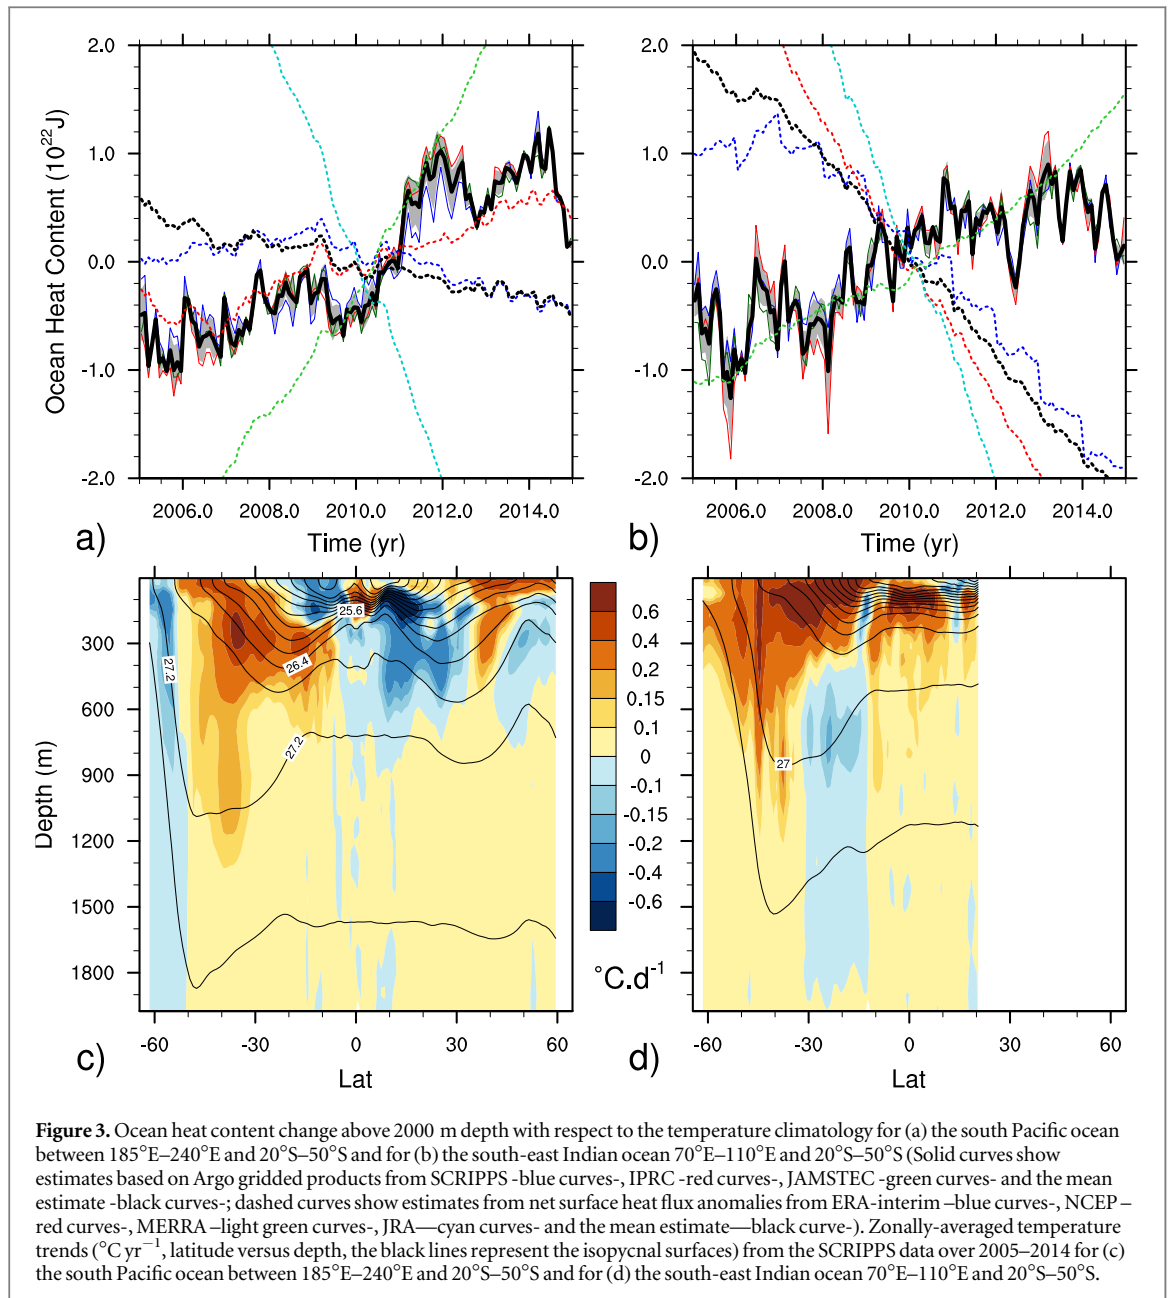 2.0
1.0
0.0
-1.0
-2.0
Ocean Heat Content (10²²J)
2006.0 2008.0 2010.0 2012.0 2014.0
a) Time (yr)
2.0
1.0
0.0
-1.0
-2.0
2006.0 2008.0 2010.0 2012.0 2014.0
b) Time (yr)
300
600
900
1200
1500
1800
Depth (m)
27.2
25.6
26.4
27.2
-60 -30 0 30 60
c) Lat
0.6
0.4
0.2
0.15
0.1
0
-0.1
-0.15
-0.2
-0.4
-0.6
°C.d⁻¹
27
-60 -30 0 30 60
d) Lat
Figure 3. Ocean heat content change above 2000 m depth with respect to the temperature climatology for (a) the south Pacific ocean
between 185°E–240°E and 20°S–50°S and for (b) the south-east Indian ocean 70°E–110°E and 20°S–50°S (Solid curves show
estimates based on Argo gridded products from SCRIPPS -blue curves-, IPRC -red curves-, JAMSTEC -green curves- and the mean
estimate -black curves-; dashed curves show estimates from net surface heat flux anomalies from ERA-interim –blue curves-, NCEP –
red curves-, MERRA –light green curves-, JRA—cyan curves- and the mean estimate—black curve-). Zonally-averaged temperature
trends (°C yr⁻¹, latitude versus depth, the black lines represent the isopycnal surfaces) from the SCRIPPS data over 2005–2014 for (c)
the south Pacific ocean between 185°E–240°E and 20°S–50°S and for (d) the south-east Indian ocean 70°E–110°E and 20°S–50°S.